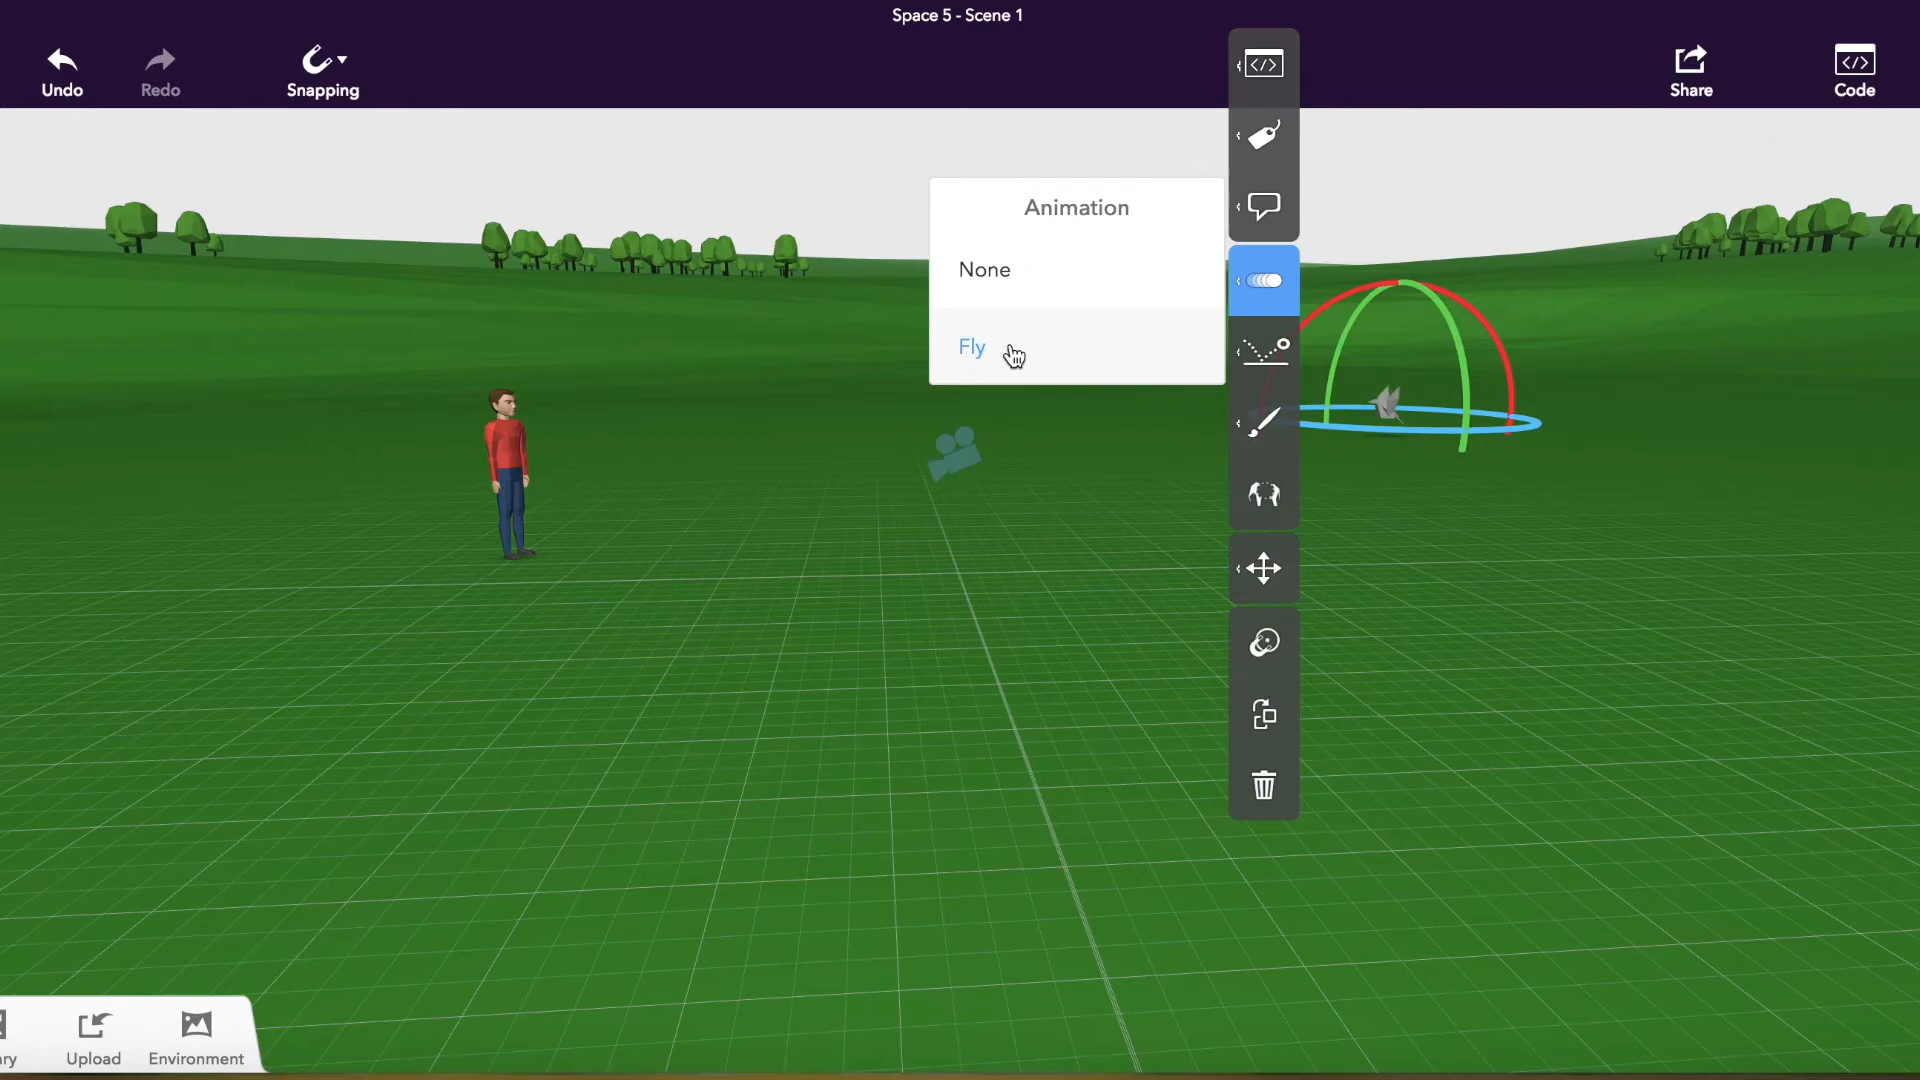 Space 5 - Scene 1
Undo
Redo
Snapping
Share
Code
Animation
None
Fly
ry
Upload
Environment